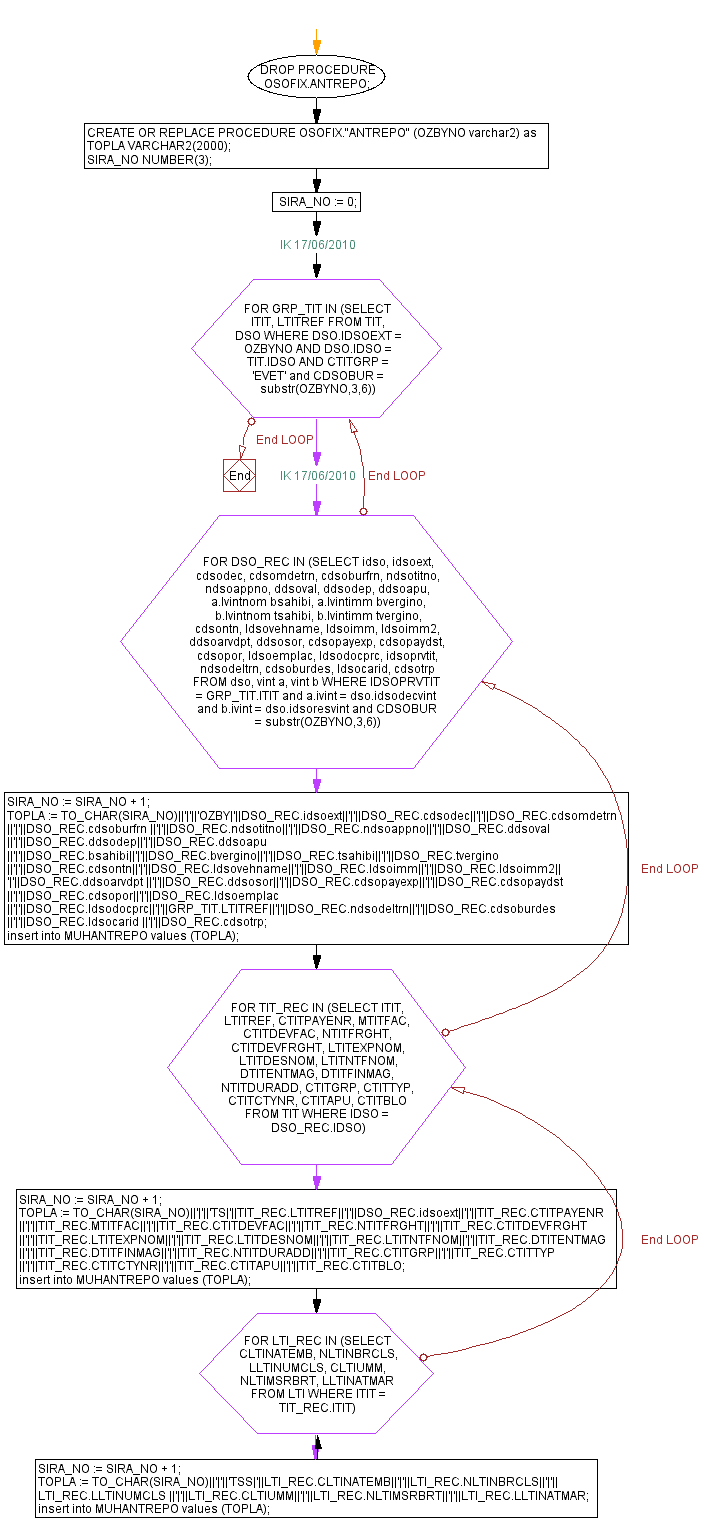 DROP PROCEDURE
OSOFIX.ANTREPO;
CREATE OR REPLACE PROCEDURE OSOFIX."ANTREPO" (OZBYNO varchar2) as
TOPLA VARCHAR2(2000);
SIRA_NO NUMBER(3);
SIRA_NO := 0;
IK 17/06/2010
FOR GRP_TIT IN (SELECT
ITIT, LTITREF FROM TIT,
DSO WHERE DSO.IDSOEXT =
OZBYNO AND DSO.IDSO =
TIT.IDSO AND CTITGRP =
'EVET' and CDSOBUR =
substr(OZBYNO,3,6))
End LOOP
End
IK 17/06/2010
End LOOP
FOR DSO_REC IN (SELECT idso, idsoext,
cdsodec, cdsomdetrn, cdsoburfrn, ndsotitno,
ndsoappno, ddsoval, ddsodep, ddsoapu,
a.lvintnom bsahibi, a.lvintimm bvergino,
b.lvintnom tsahibi, b.lvintimm tvergino,
cdsontn, ldsovehname, ldsoimm, ldsoimm2,
ddsoarvdpt, ddsosor, cdsopayexp, cdsopaydst,
cdsopor, ldsoemplac, ldsodocprc, idsoprvtit,
ndsodeltrn, cdsoburdes, ldsocarid, cdsotrp
FROM dso, vint a, vint b WHERE IDSOPRVTIT
= GRP_TIT.ITIT and a.ivint = dso.idsodecvint
and b.ivint = dso.idsoresvint and CDSOBUR
= substr(OZBYNO,3,6))
SIRA_NO := SIRA_NO + 1;
TOPLA := TO_CHAR(SIRA_NO)||'|'||'OZBY|'||DSO_REC.idsoext||'|'||DSO_REC.cdsodec||'|'||DSO_REC.cdsomdetrn
||'|'||DSO_REC.cdsoburfrn ||'|'||DSO_REC.ndsotitno||'|'||DSO_REC.ndsoappno||'|'||DSO_REC.ddsoval
||'|'||DSO_REC.ddsodep||'|'||DSO_REC.ddsoapu
||'|'||DSO_REC.bsahibi||'|'||DSO_REC.bvergino||'|'||DSO_REC.tsahibi||'|'||DSO_REC.tvergino
||'|'||DSO_REC.cdsontn||'|'||DSO_REC.ldsovehname||'|'||DSO_REC.ldsoimm||'|'||DSO_REC.ldsoimm2||
'|'||DSO_REC.ddsoarvdpt ||'|'||DSO_REC.ddsosor||'|'||DSO_REC.cdsopayexp||'|'||DSO_REC.cdsopaydst
||'|'||DSO_REC.cdsopor||'|'||DSO_REC.ldsoemplac
||'|'||DSO_REC.ldsodocprc||'|'||GRP_TIT.LTITREF||'|'||DSO_REC.ndsodeltrn||'|'||DSO_REC.cdsoburdes
||'|'||DSO_REC.ldsocarid ||'|'||DSO_REC.cdsotrp;
insert into MUHANTREPO values (TOPLA);
End LOOP
FOR TIT_REC IN (SELECT ITIT,
LTITREF, CTITPAYENR, MTITFAC,
CTITDEVFAC, NTITFRGHT,
CTITDEVFRGHT, LTITEXPNOM,
LTITDESNOM, LTITNTFNOM,
DTITENTMAG, DTITFINMAG,
NTITDURADD, CTITGRP, CTITTYP,
CTITCTYNR, CTITAPU, CTITBLO
FROM TIT WHERE IDSO =
DSO_REC.IDSO)
SIRA_NO := SIRA_NO + 1;
TOPLA := TO_CHAR(SIRA_NO)||'|'||'TS|'||TIT_REC.LTITREF||'|'||DSO_REC.idsoext||'|'||TIT_REC.CTITPAYENR
||'|'||TIT_REC.MTITFAC||'|'||TIT_REC.CTITDEVFAC||'|'||TIT_REC.NTITFRGHT||'|'||TIT_REC.CTITDEVFRGHT
||'|'||TIT_REC.LTITEXPNOM||'|'||TIT_REC.LTITDESNOM||'|'||TIT_REC.LTITNTFNOM||'|'||TIT_REC.DTITENTMAG
||'|'||TIT_REC.DTITFINMAG||'|'||TIT_REC.NTITDURADD||'|'||TIT_REC.CTITGRP||'|'||TIT_REC.CTITTYP
||'|'||TIT_REC.CTITCTYNR||'|'||TIT_REC.CTITAPU||'|'||TIT_REC.CTITBLO;
insert into MUHANTREPO values (TOPLA);
End LOOP
FOR LTI_REC IN (SELECT
CLTINATEMB, NLTINBRCLS,
LLTINUMCLS, CLTIUMM,
NLTIMSRBRT, LLTINATMAR
FROM LTI WHERE ITIT =
TIT_REC.ITIT)
SIRA_NO := SIRA_NO + 1;
TOPLA := TO_CHAR(SIRA_NO)||'|'||'TSS|'||LTI_REC.CLTINATEMB||'|'||LTI_REC.NLTINBRCLS||'|'||
LTI_REC.LLTINUMCLS ||'|'||LTI_REC.CLTIUMM||'|'||LTI_REC.NLTIMSRBRT||'|'||LTI_REC.LLTINATMAR;
insert into MUHANTREPO values (TOPLA);